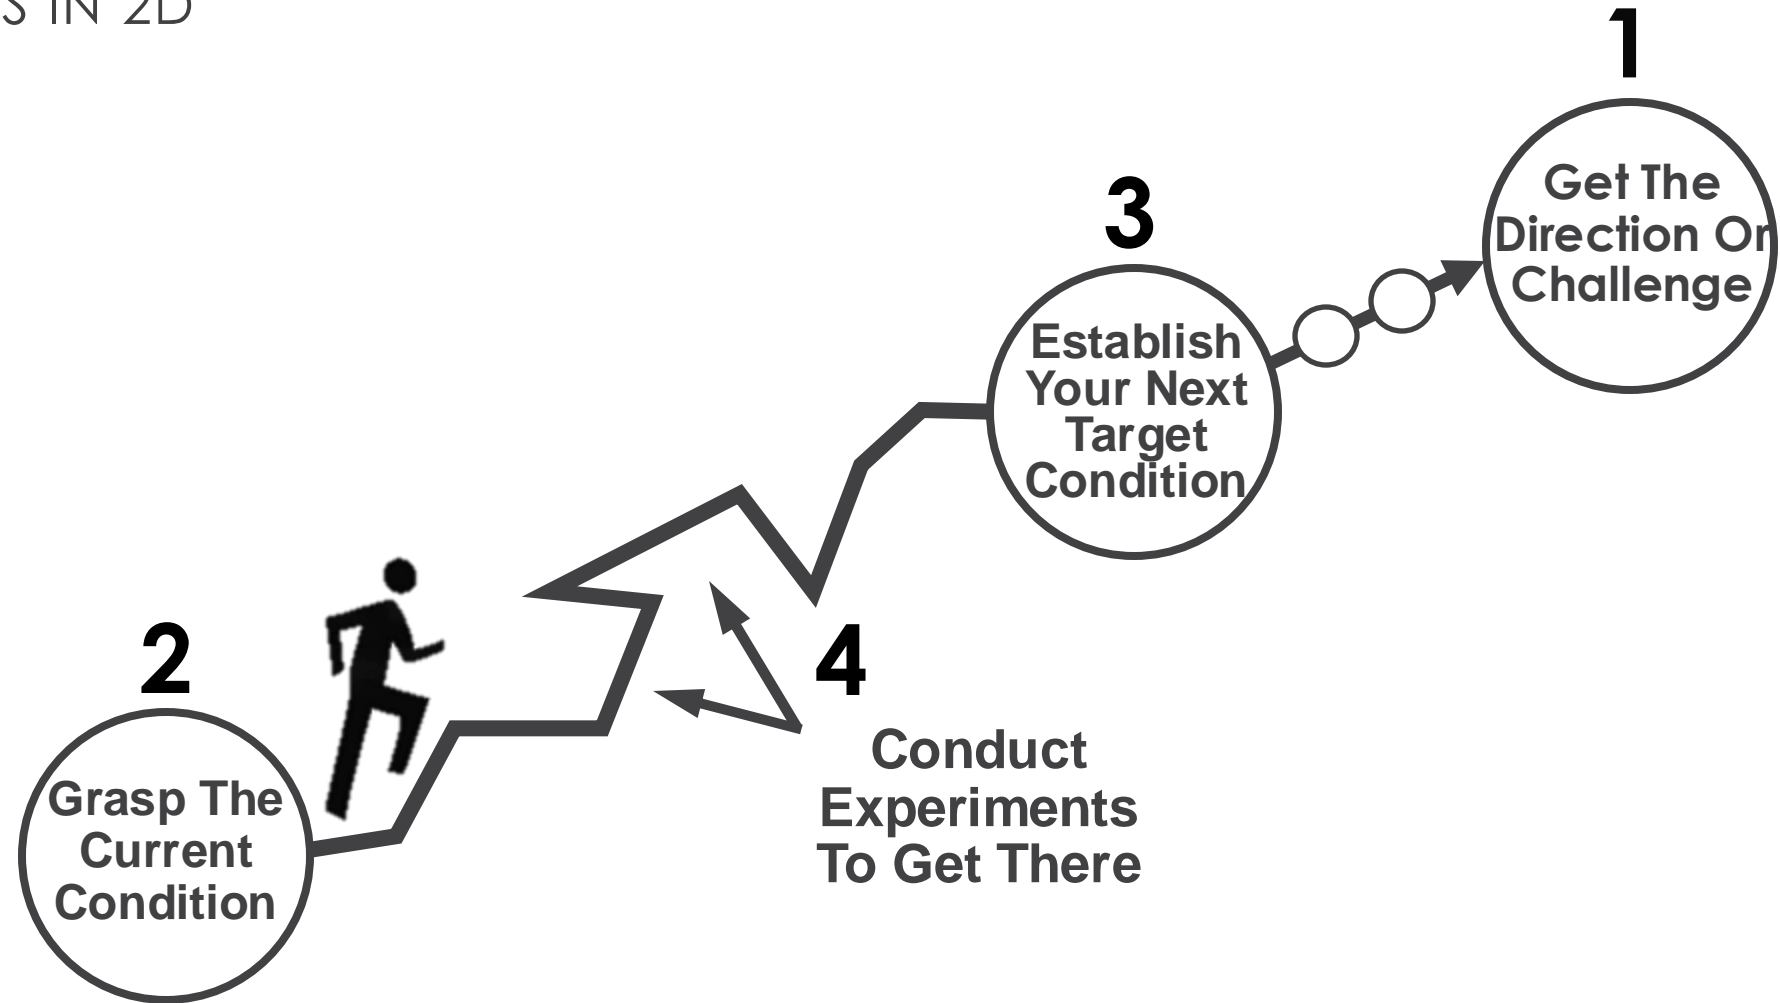 S IN 2D
1
Get The
Direction Or
Challenge
3
Establish
Your Next
Target
Condition
2
Grasp The
Current
Condition
4
Conduct
Experiments
To Get There